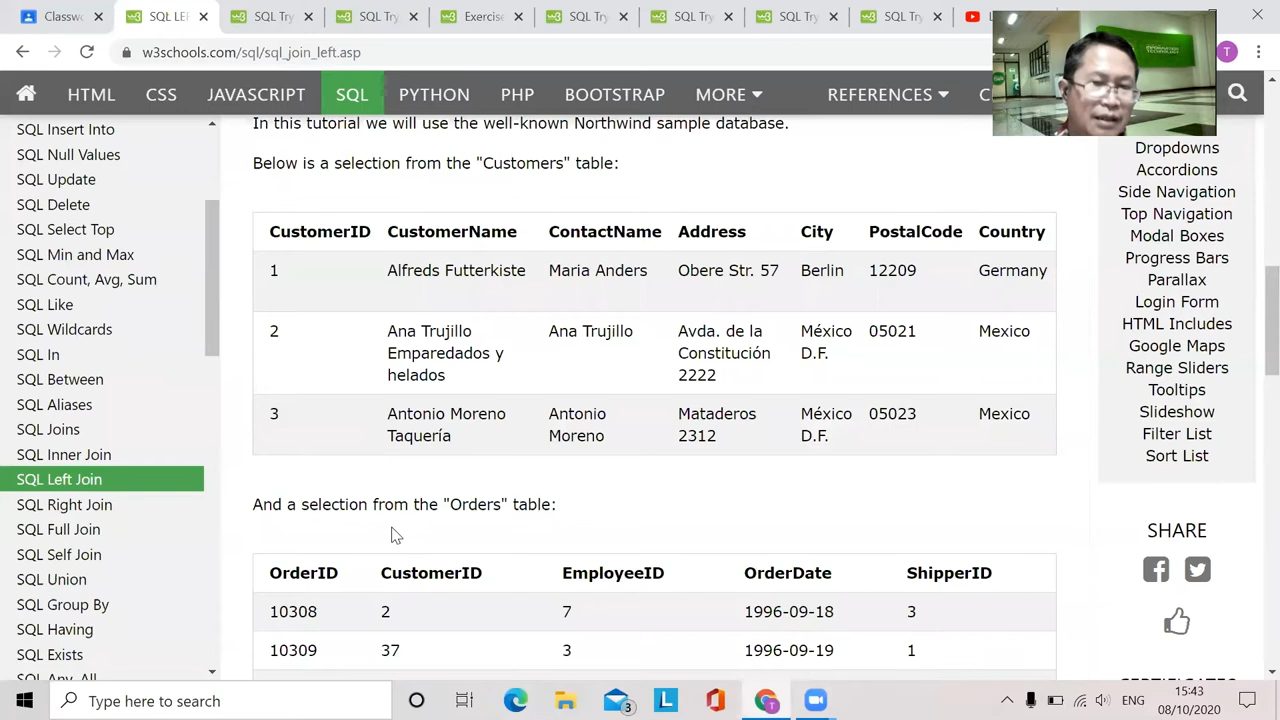 Classwo
SQL LEF
SQL Try
SQL Try
Exercise
SQL Try
SQL Try
SQL Try
SQL Try
w3schools.com/sql/sql_join_left.asp
T
HTML CSS JAVASCRIPT SQL PYTHON PHP BOOTSTRAP MORE REFERENCES
SQL Insert Into
SQL Null Values
SQL Update
SQL Delete
SQL Select Top
SQL Min and Max
SQL Count, Avg, Sum
SQL Like
SQL Wildcards
SQL In
SQL Between
SQL Aliases
SQL Joins
SQL Inner Join
SQL Left Join
SQL Right Join
SQL Full Join
SQL Self Join
SQL Union
SQL Group By
SQL Having
SQL Exists
SQL Any, All
In this tutorial we will use the well-known Northwind sample database.
Below is a selection from the "Customers" table:
CustomerID CustomerName ContactName Address City PostalCode Country
1 Alfreds Futterkiste Maria Anders Obere Str. 57 Berlin 12209 Germany
2 Ana Trujillo Ana Trujillo Avda. de la México 05021 Mexico
Emparedados y Constitución D.F.
helados 2222
3 Antonio Moreno Antonio Mataderos México 05023 Mexico
Taquería Moreno 2312 D.F.
And a selection from the "Orders" table:
OrderID CustomerID EmployeeID OrderDate ShipperID
10308 2 7 1996-09-18 3
10309 37 3 1996-09-19 1
Dropdowns
Accordions
Side Navigation
Top Navigation
Modal Boxes
Progress Bars
Parallax
Login Form
HTML Includes
Google Maps
Range Sliders
Tooltips
Slideshow
Filter List
Sort List
SHARE
Type here to search
3
L
T
ENG
15:43
08/10/2020